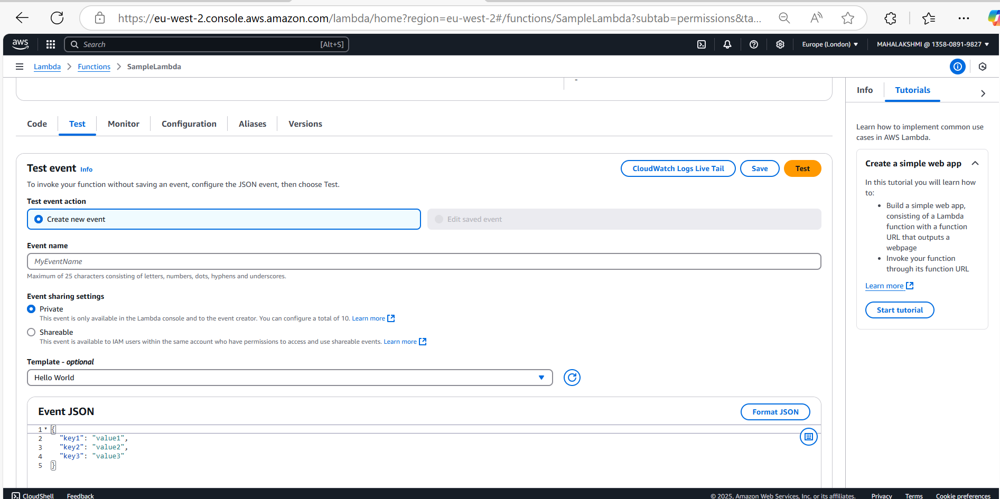 https://eu-west-2.console.aws.amazon.com/lambda/home?region=eu-west-2#/functions/SampleLambda?subtab=permissions&ta...
aws
Search
[Alt+S]
Europe (London)
MAHALAKSHMI @ 1358-0891-9827
Lambda
Functions
SampleLambda
-
Info
Tutorials
Code
Test
Monitor
Configuration
Aliases
Versions
Learn how to implement common use
cases in AWS Lambda.
Test event Info
CloudWatch Logs Live Tail
Save
Test
To invoke your function without saving an event, configure the JSON event, then choose Test.
Test event action
Create new event
Edit saved event
Event name
MyEventName
Maximum of 25 characters consisting of letters, numbers, dots, hyphens and underscores.
Event sharing settings
Private
This event is only available in the Lambda console and to the event creator. You can configure a total of 10. Learn more
Shareable
This event is available to IAM users within the same account who have permissions to access and use shareable events. Learn more
Template - optional
Hello World
Event JSON
Format JSON
1 {
2 "key1": "value1",
3 "key2": "value2",
4 "key3": "value3"
5 }
Create a simple web app
In this tutorial you will learn how
to:
• Build a simple web app,
consisting of a Lambda
function with a function
URL that outputs a
webpage
• Invoke your function
through its function URL
Learn more
Start tutorial
CloudShell
Feedback
© 2025, Amazon Web Services, Inc. or its affiliates.
Privacy
Terms
Cookie preferences